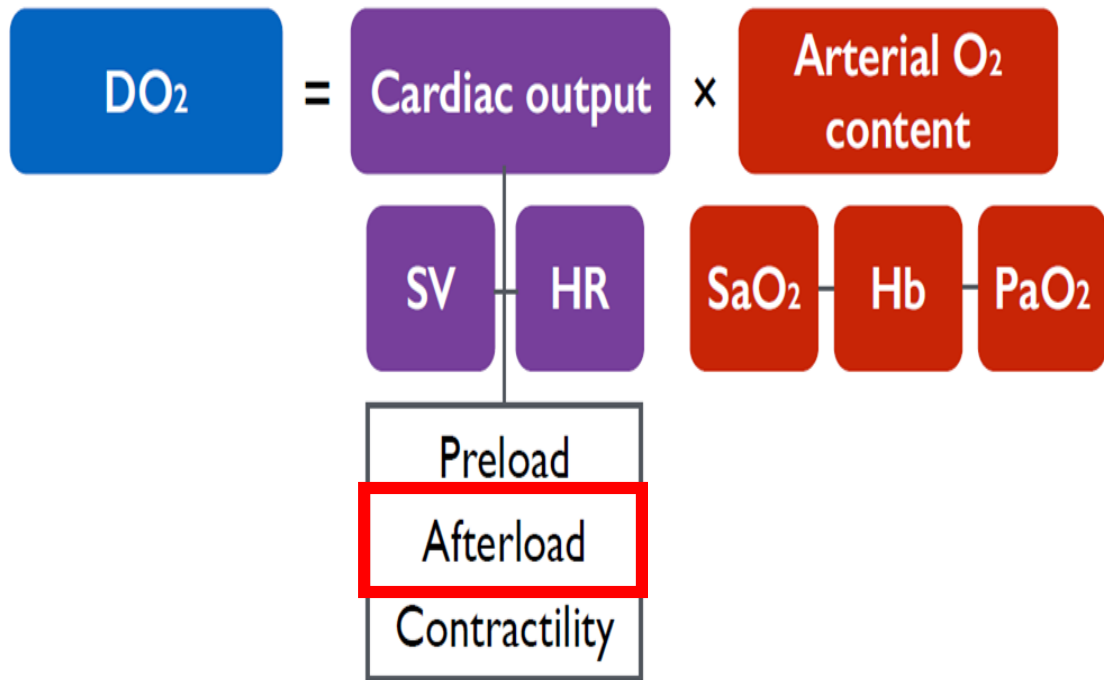 DO₂ = Cardiac output × Arterial O₂ content
SV HR SaO₂ Hb PaO₂
Preload
Afterload
Contractility